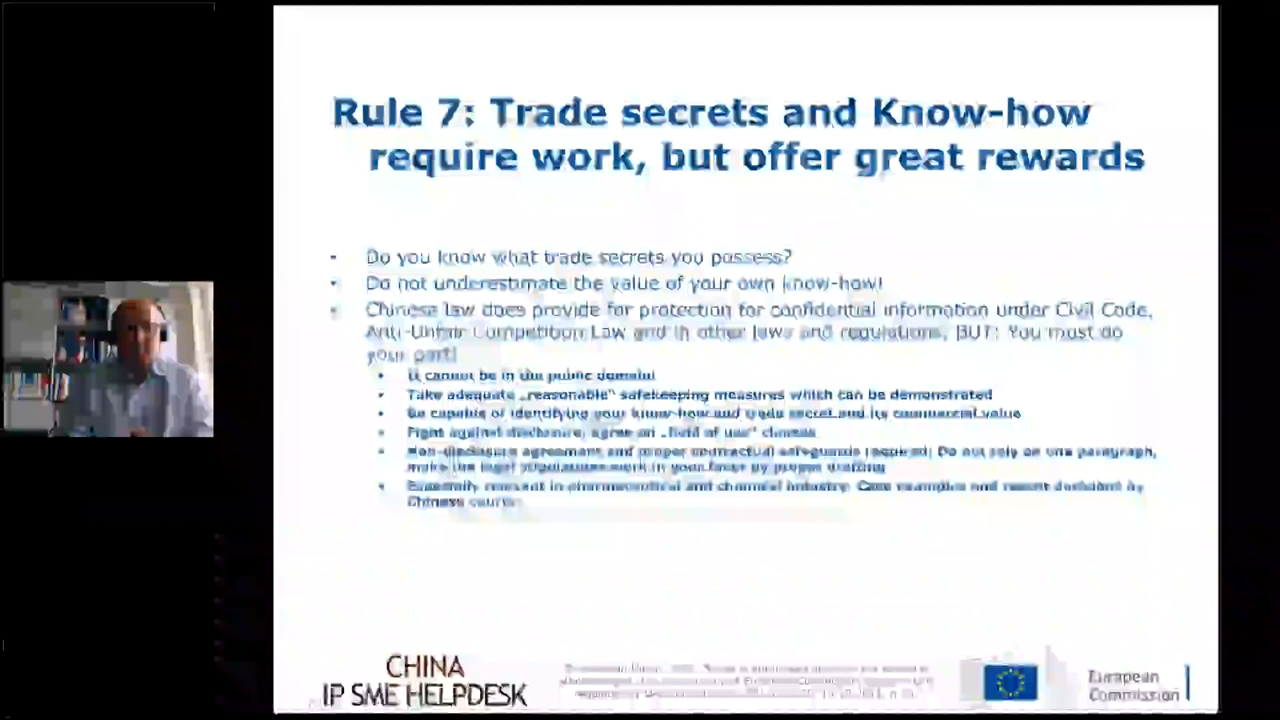 Rule 7: Trade secrets and Know-how
require work, but offer great rewards
• Do you know what trade secrets you possess?
• Do not underestimate the value of your own know-how!
• Chinese law does provide for protection for confidential information under Civil Code,
Anti-Unfair Competition Law and in other laws and regulations, BUT: You must do
your part!
• It cannot be in the public domain
• Take adequate „reasonable“ safekeeping measures which can be demonstrated
• Be capable of identifying your know-how and trade secret and its commercial value
• Fight against disclosure, agree on „field of use“ clauses
• Non-disclosure agreement and proper contractual safeguards required! Do not rely on one paragraph,
make the legal stipulations work in your favor by proper drafting
• Especially relevant in pharmaceutical and chemical industry: Case examples and recent decisions by
Chinese courts
CHINA
IP SME HELPDESK
European
Commission